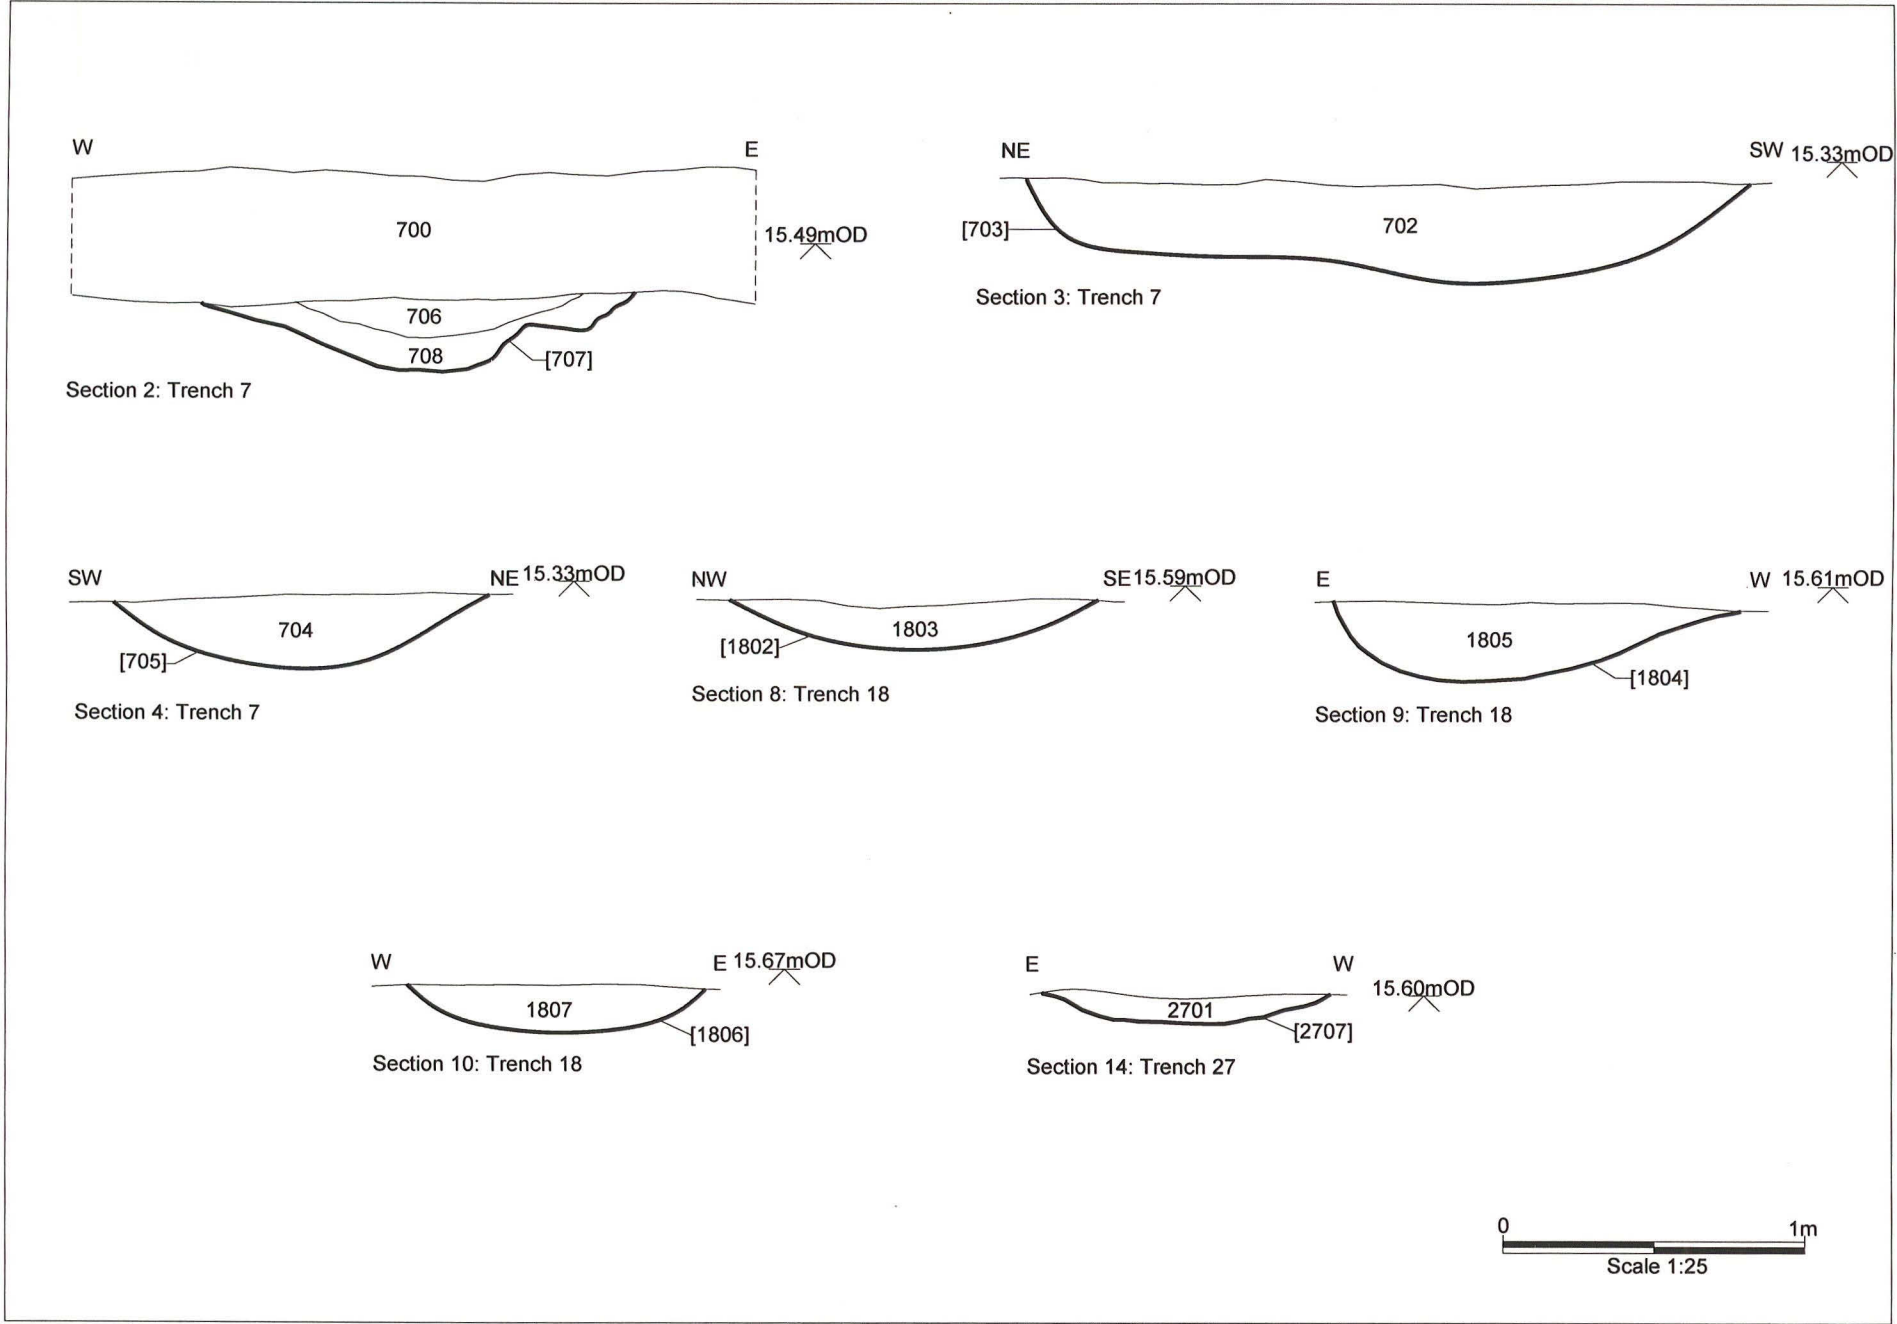 W
E
700
15.49mOD
706
708
[707]
Section 2: Trench 7
NE
SW 15.33mOD
[703]
702
Section 3: Trench 7
SW
NE 15.33mOD
704
[705]
Section 4: Trench 7
NW
SE 15.59mOD
1803
[1802]
Section 8: Trench 18
E
W 15.61mOD
1805
[1804]
Section 9: Trench 18
W
E 15.67mOD
1807
[1806]
Section 10: Trench 18
E
W
15.60mOD
2701
[2707]
Section 14: Trench 27
0 1m
Scale 1:25